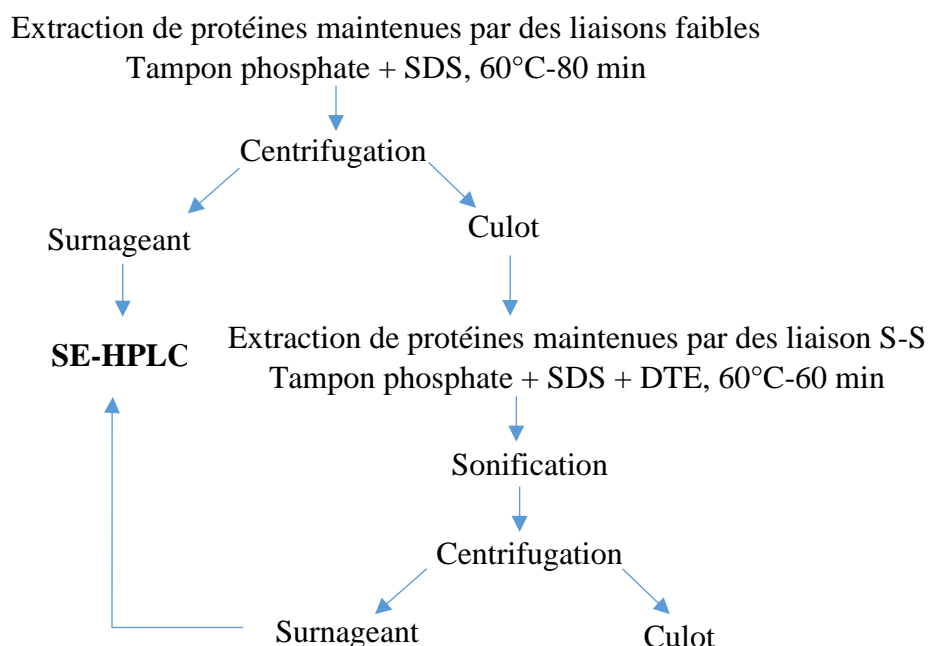 Extraction de protéines maintenues par des liaisons faibles
Tampon phosphate + SDS, 60°C-80 min
Centrifugation
Surnageant
Culot
SE-HPLC
Extraction de protéines maintenues par des liaison S-S
Tampon phosphate + SDS + DTE, 60°C-60 min
Sonification
Centrifugation
Surnageant
Culot